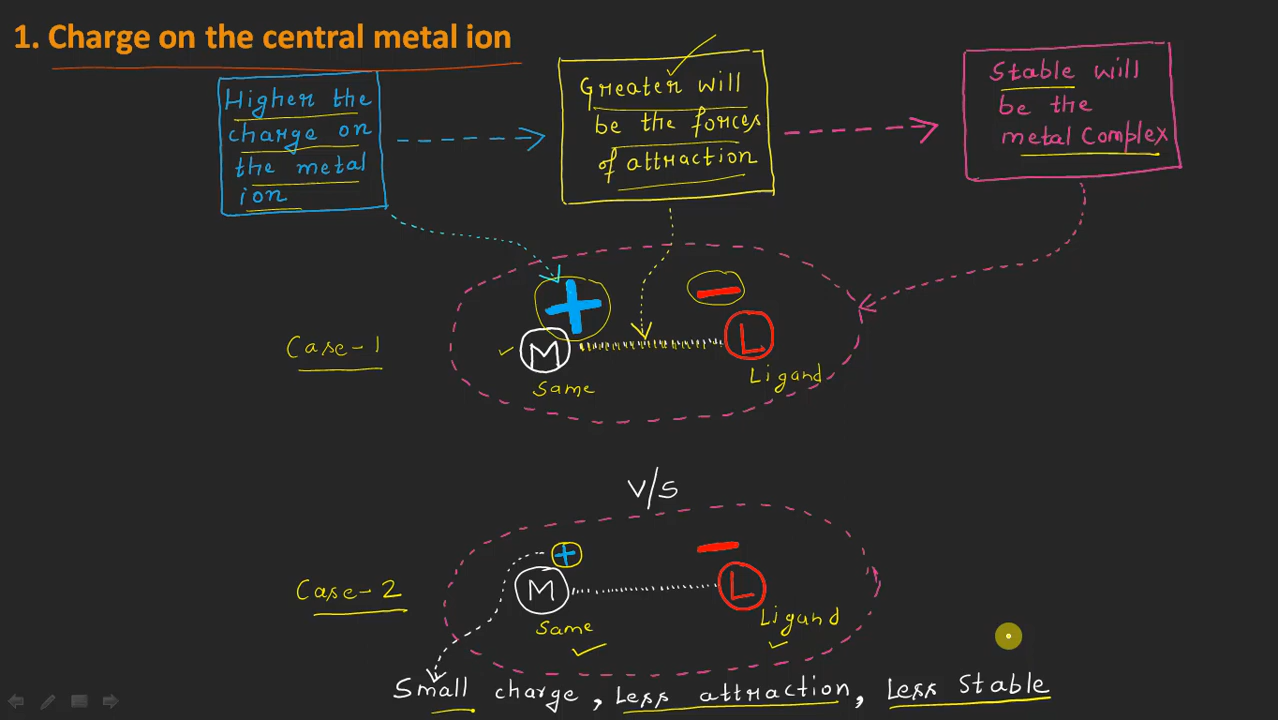 1. Charge on the central metal ion
Higher the
charge on
the metal
ion
Greater will
be the forces
of attraction
Stable will
be the
metal Complex
+
−
Case-1
M
L
Same
Ligand
V/S
+
−
Case-2
M
L
Same
Ligand
Small charge, Less attraction, Less Stable